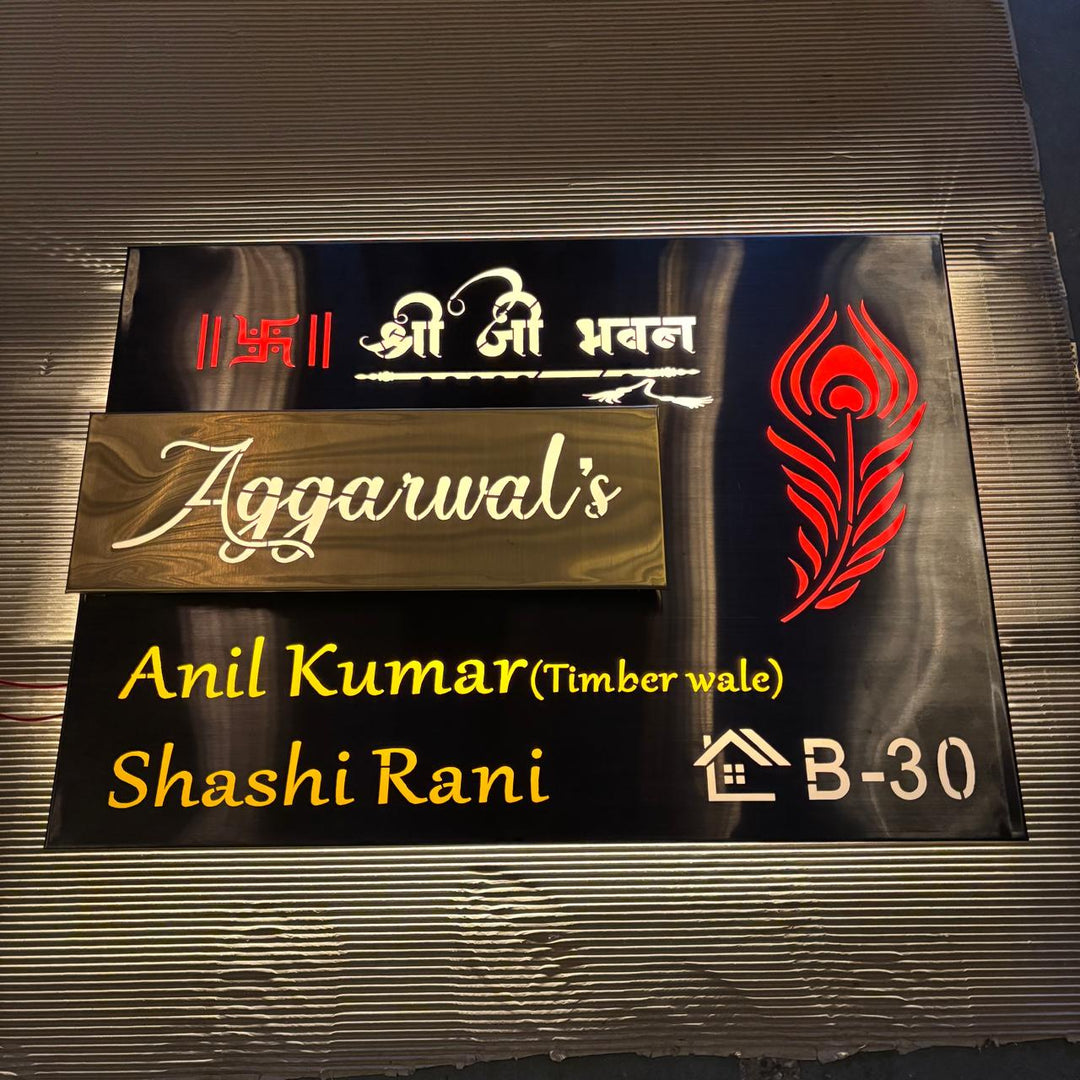 || 卐 || श्री जी भवन
Aggarwal's
Anil Kumar (Timber wale)
Shashi Rani
B-30